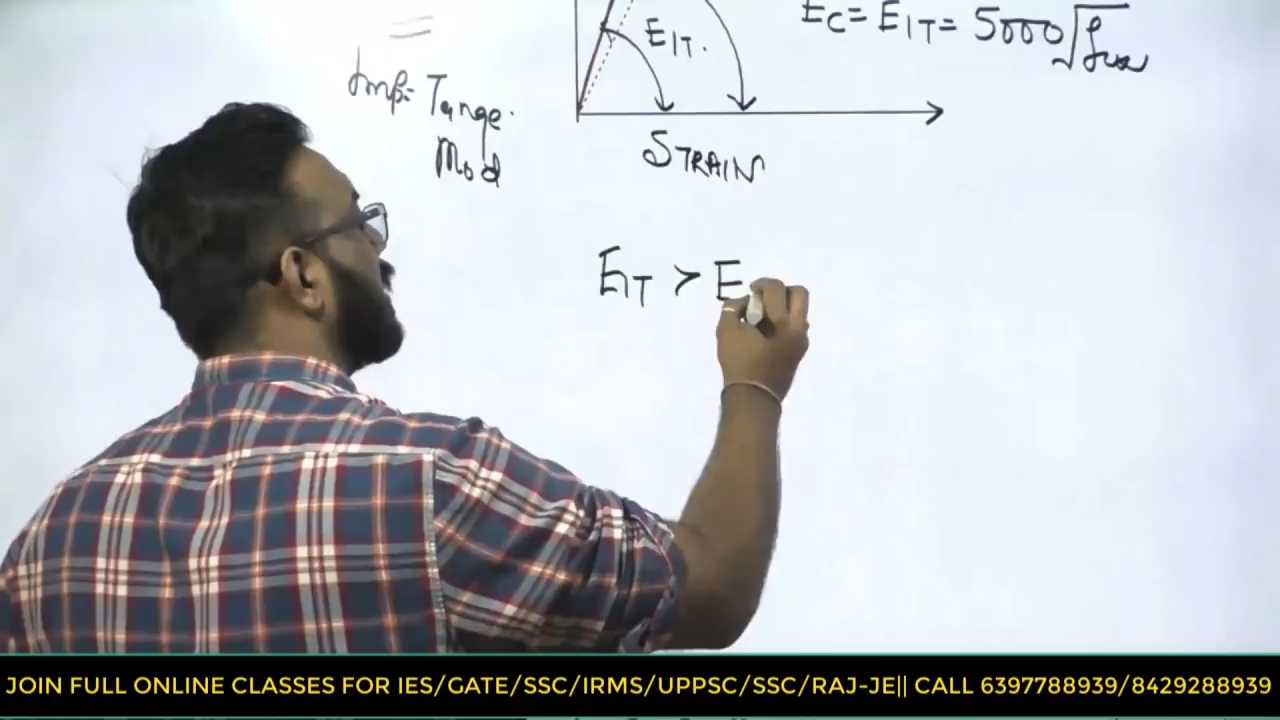 EC = EIT = 5000√fck
EIT.
Imp:- Tange.
Mod
STRAIN
EIT > E
JOIN FULL ONLINE CLASSES FOR IES/GATE/SSC/IRMS/UPPSC/SSC/RAJ-JE|| CALL 6397788939/8429288939